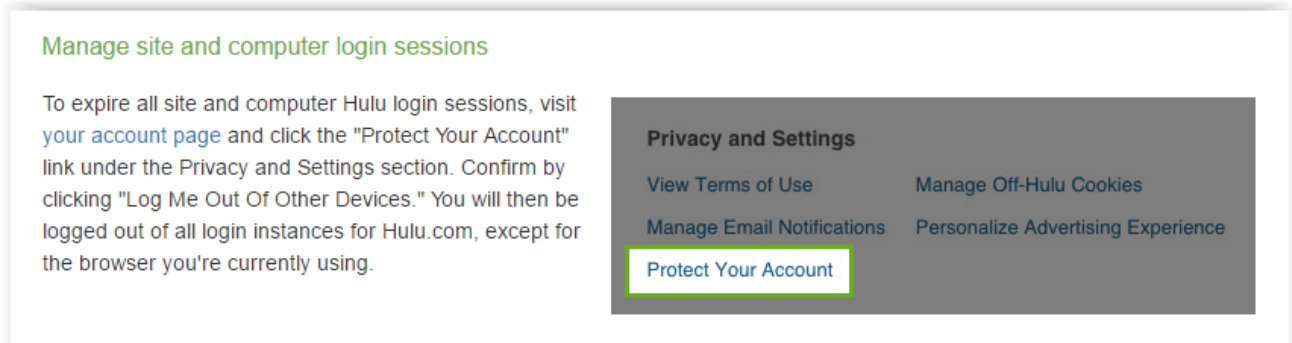 Manage site and computer login sessions
To expire all site and computer Hulu login sessions, visit
your account page and click the "Protect Your Account"
link under the Privacy and Settings section. Confirm by
clicking "Log Me Out Of Other Devices." You will then be
logged out of all login instances for Hulu.com, except for
the browser you're currently using.
Privacy and Settings
View Terms of Use Manage Off-Hulu Cookies
Manage Email Notifications Personalize Advertising Experience
Protect Your Account